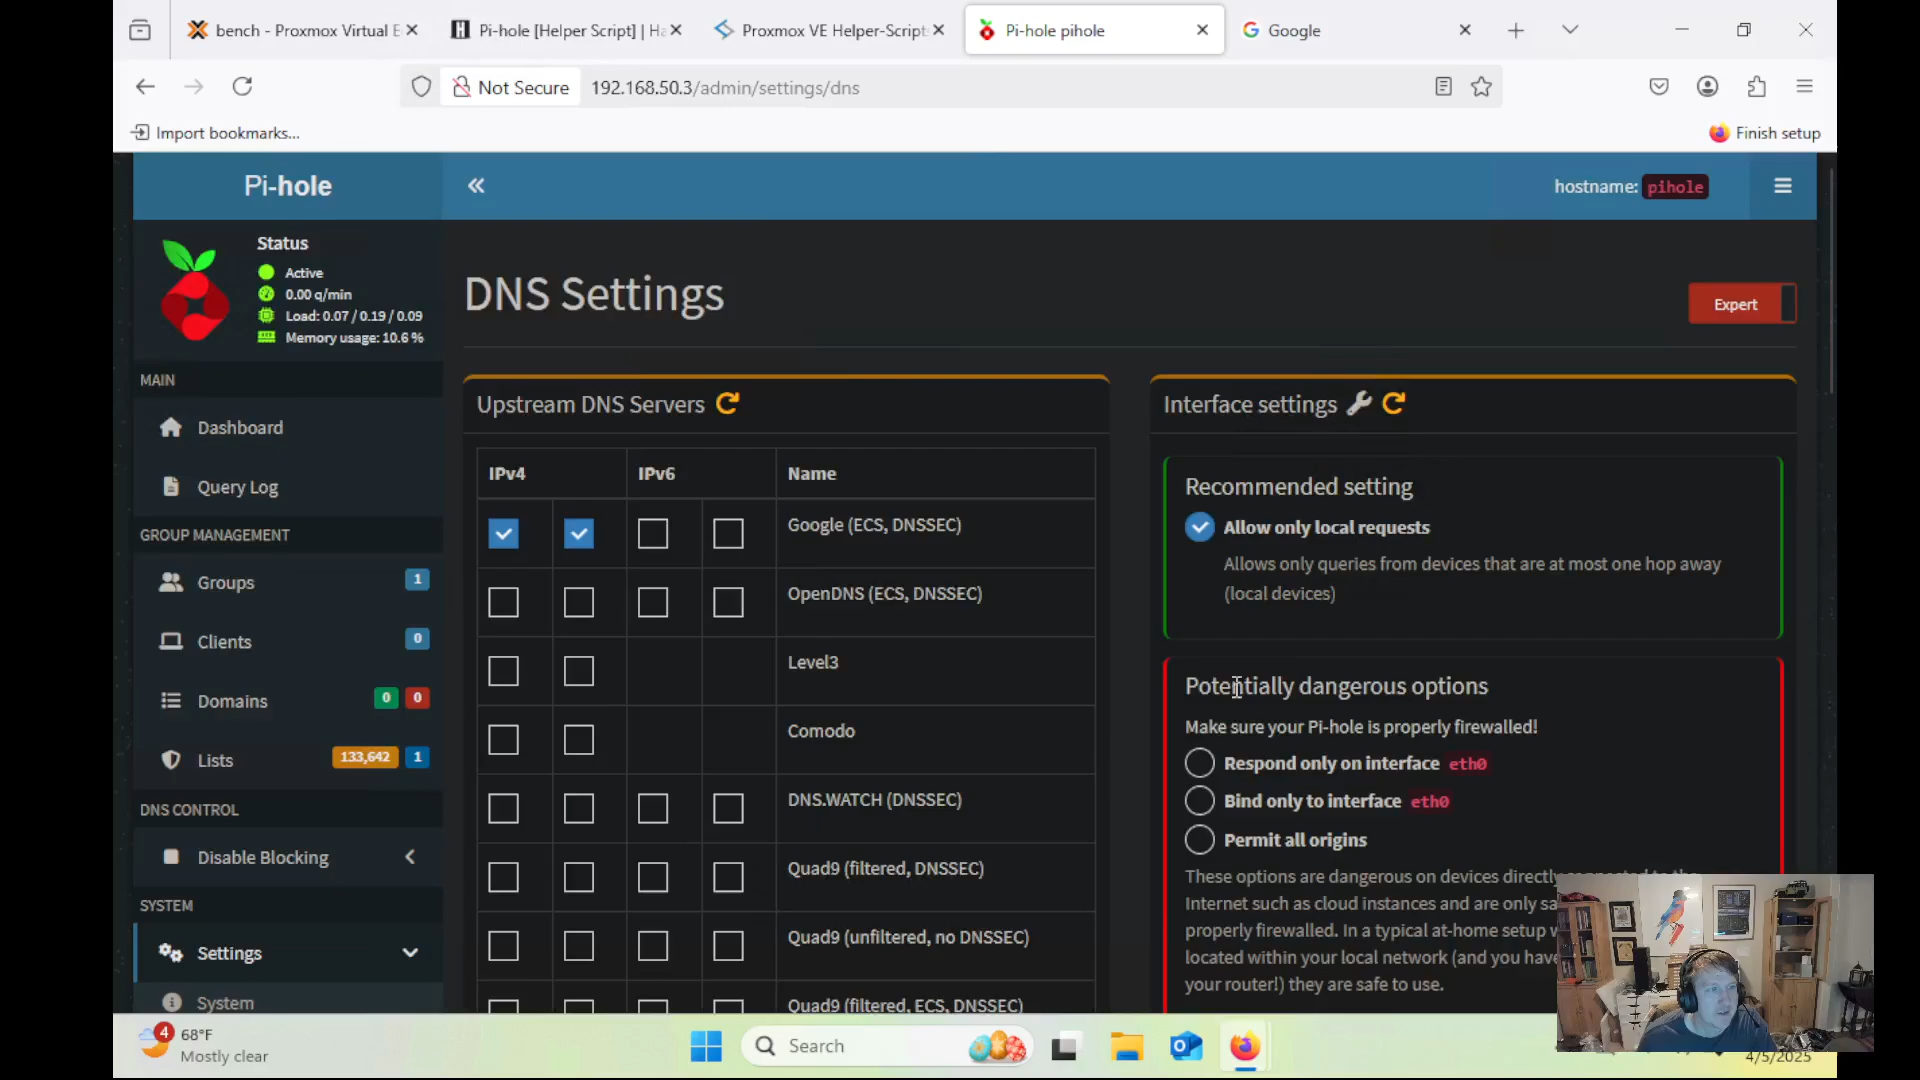 bench - Proxmox Virtual E
Pi-hole [Helper Script] | Ha
Proxmox VE Helper-Scripts
Pi-hole pihole
Google
Not Secure
192.168.50.3/admin/settings/dns
Import bookmarks...
Finish setup
Pi-hole
hostname: pihole
Status
Active
0.00 q/min
Load: 0.07 / 0.19 / 0.09
Memory usage: 10.6 %
DNS Settings
Expert
MAIN
Dashboard
Query Log
GROUP MANAGEMENT
Groups 1
Clients 0
Domains 0 0
Lists 133,642 1
DNS CONTROL
Disable Blocking
SYSTEM
Settings
System
Upstream DNS Servers
IPv4 IPv6 Name
Google (ECS, DNSSEC)
OpenDNS (ECS, DNSSEC)
Level3
Comodo
DNS.WATCH (DNSSEC)
Quad9 (filtered, DNSSEC)
Quad9 (unfiltered, no DNSSEC)
Quad9 (filtered, ECS, DNSSEC)
Interface settings
Recommended setting
Allow only local requests
Allows only queries from devices that are at most one hop away
(local devices)
Potentially dangerous options
Make sure your Pi-hole is properly firewalled!
Respond only on interface eth0
Bind only to interface eth0
Permit all origins
These options are dangerous on devices directly connected to the
Internet such as cloud instances and are only sa
properly firewalled. In a typical at-home setup w
located within your local network (and you have
your router!) they are safe to use.
4
68°F
Mostly clear
Search
4/5/2025